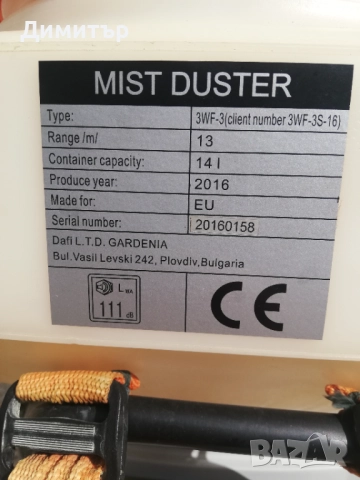 Димитър
MIST DUSTER
Type: 3WF-3(client number 3WF-3S-16)
Range /m/ 13
Container capacity: 14 l
Produce year: 2016
Made for: EU
Serial number: 20160158
Dafi L.T.D. GARDENIA
Bul.Vasil Levski 242, Plovdiv,Bulgaria
LWA
111 dB
CE
BAZAR